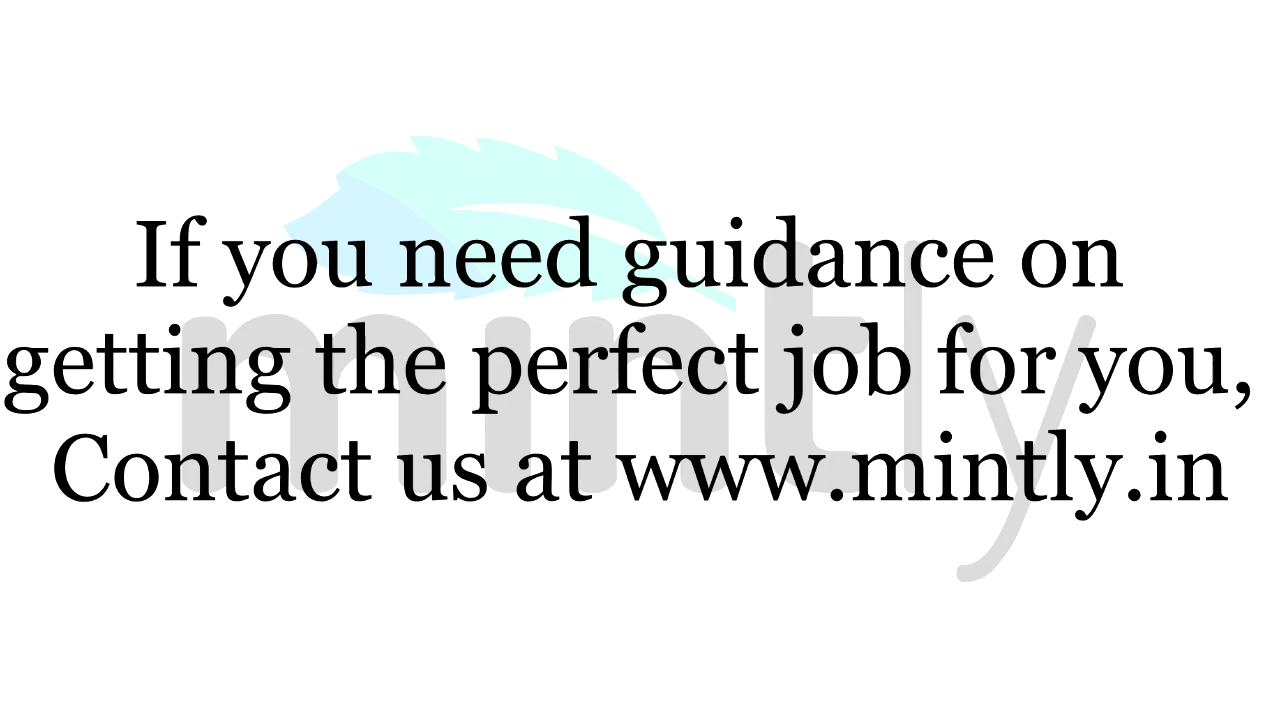 If you need guidance on
getting the perfect job for you,
Contact us at www.mintly.in
mintly